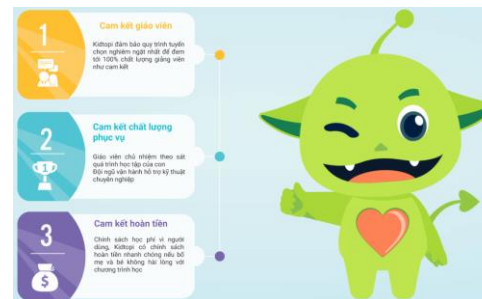 1
Cam kết giáo viên
Kidtopi đảm bảo quy trình tuyển
chọn nghiêm ngặt nhất để đem
tới 100% chất lượng giảng viên
như cam kết
2
Cam kết chất lượng
phục vụ
Giáo viên chủ nhiệm theo sát
quá trình học tập của con
Đội ngũ vận hành hỗ trợ kỹ thuật
chuyên nghiệp
3
Cam kết hoàn tiền
Chính sách học phí vì người
dùng, Kidtopi có chính sách
hoàn tiền nhanh chóng nếu bố
mẹ và bé không hài lòng với
chương trình học
$